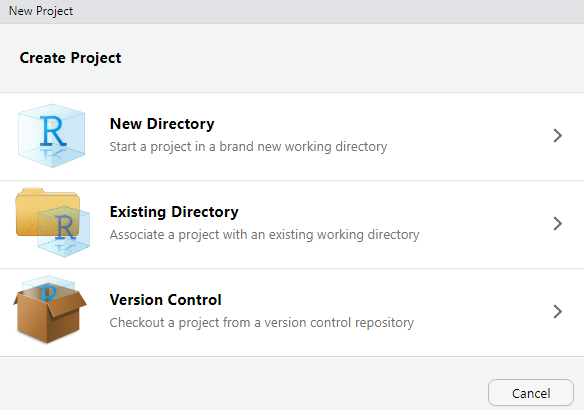 New Project
Create Project
R
New Directory
Start a project in a brand new working directory
R
Existing Directory
Associate a project with an existing working directory
R
Version Control
Checkout a project from a version control repository
Cancel